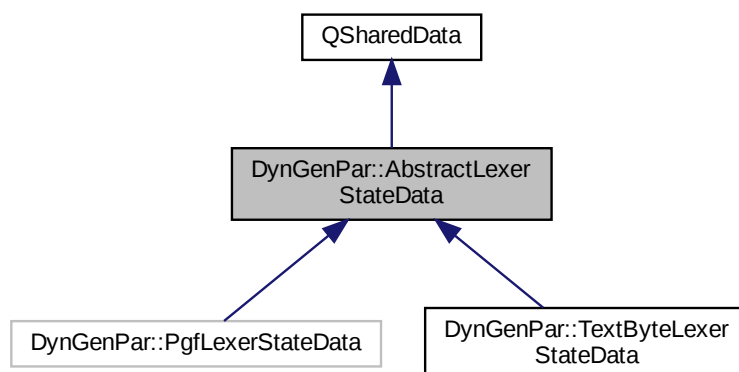 QSharedData
DynGenPar::AbstractLexer
StateData
DynGenPar::PgfLexerStateData
DynGenPar::TextByteLexer
StateData